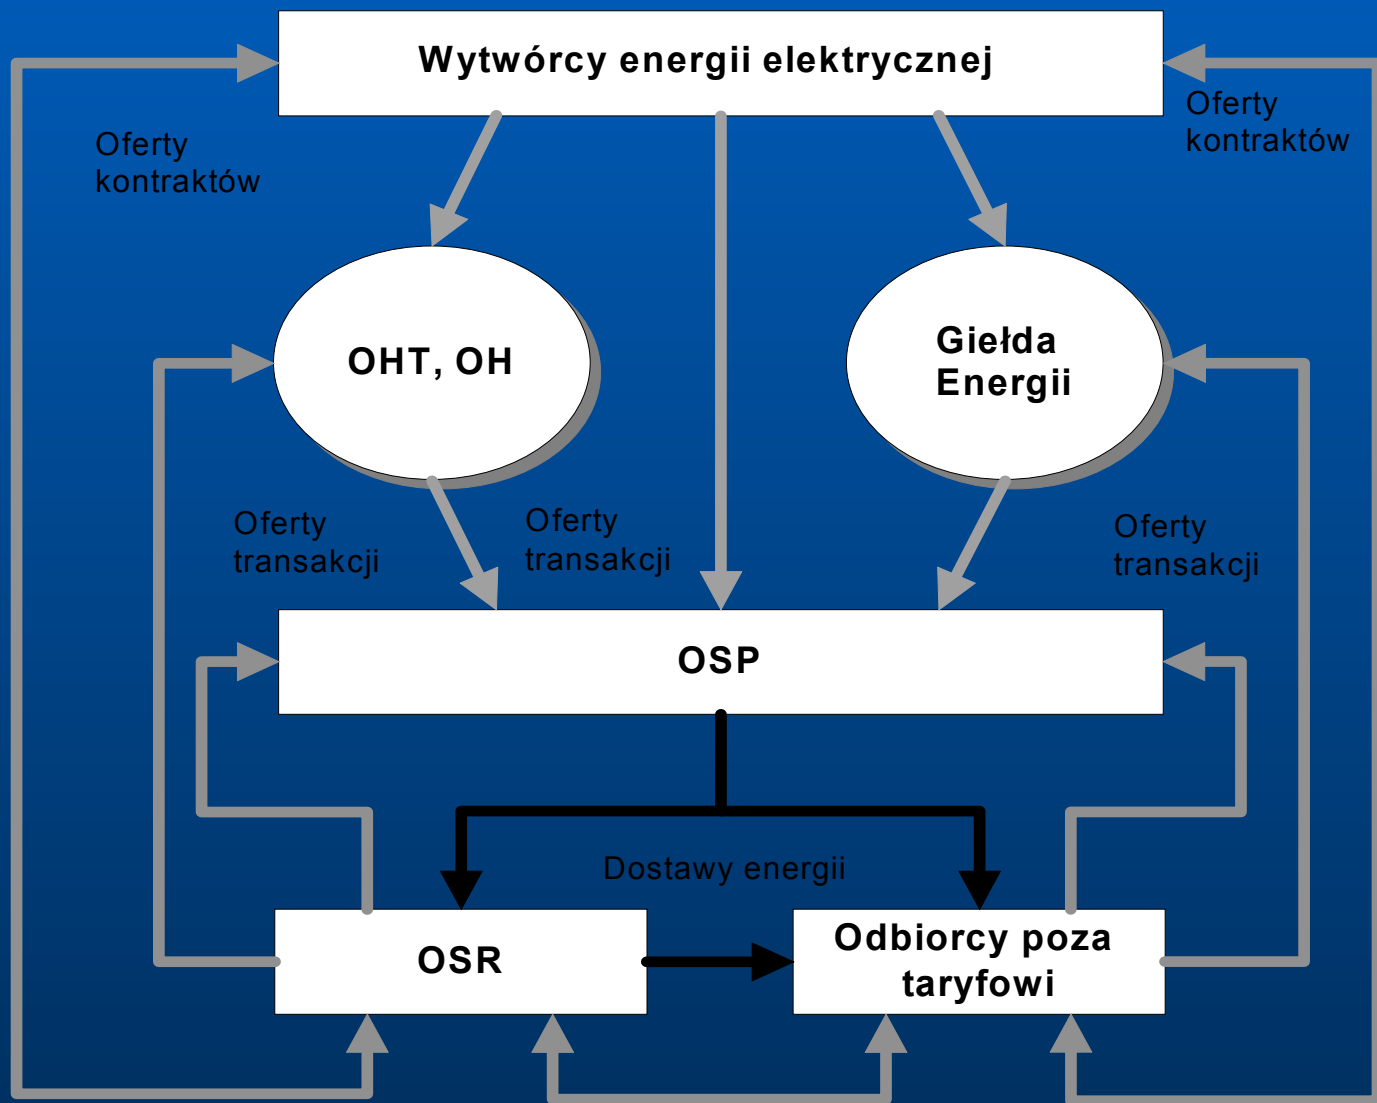 Wytwórcy energii elektrycznej
Oferty
kontraktów
Oferty
kontraktów
OHT, OH
Giełda
Energii
Oferty
transakcji
Oferty
transakcji
Oferty
transakcji
OSP
Dostawy energii
OSR
Odbiorcy poza
taryfowi